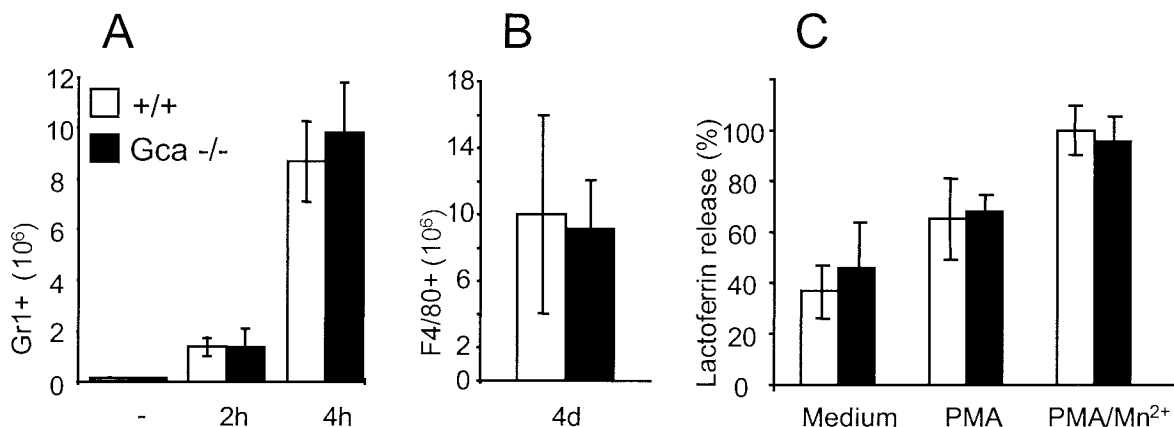 A
B
C
Gr1+ (10⁶)
12
10
8
6
4
2
0
+/+
Gca -/-
- 2h 4h
F4/80+ (10⁶)
18
14
10
6
2
0
4d
Lactoferrin release (%)
100
80
60
40
20
0
Medium PMA PMA/Mn²⁺